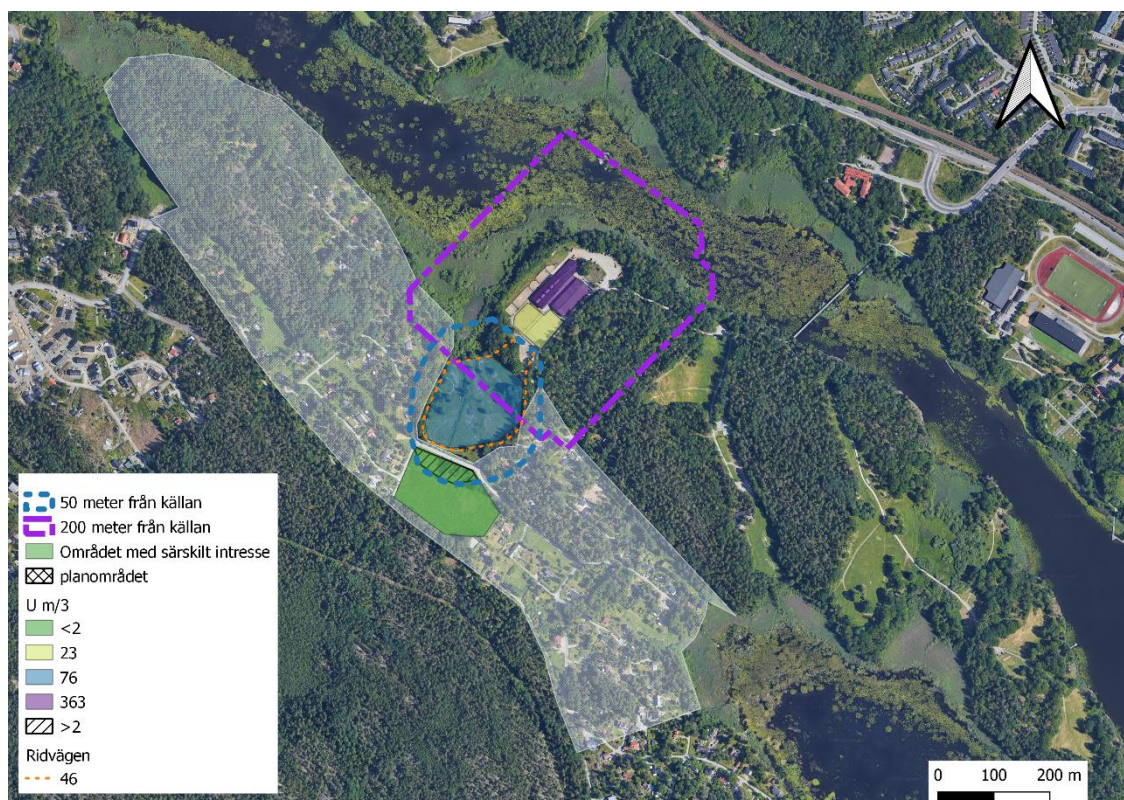 50 meter från källan
200 meter från källan
Området med särskilt intresse
planområdet
U m/3
<2
23
76
363
>2
Ridvägen
46
0 100 200 m